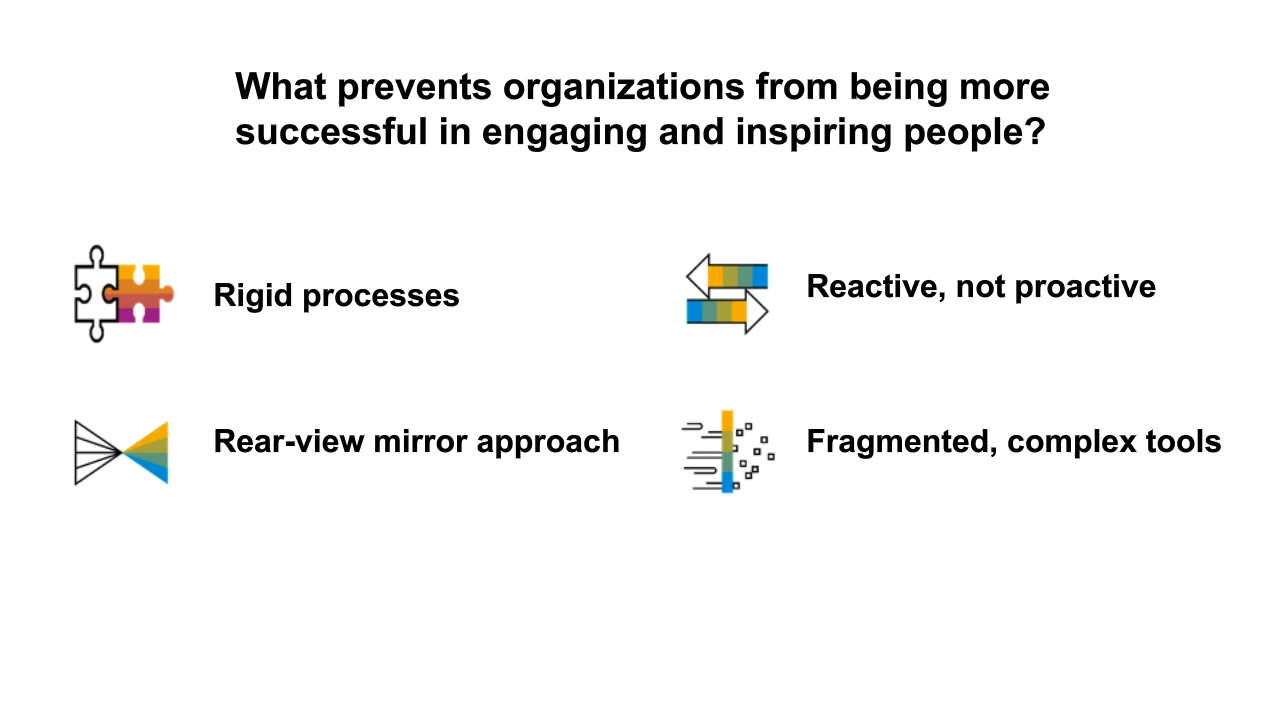 What prevents organizations from being more
successful in engaging and inspiring people?
Rigid processes
Reactive, not proactive
Rear-view mirror approach
Fragmented, complex tools